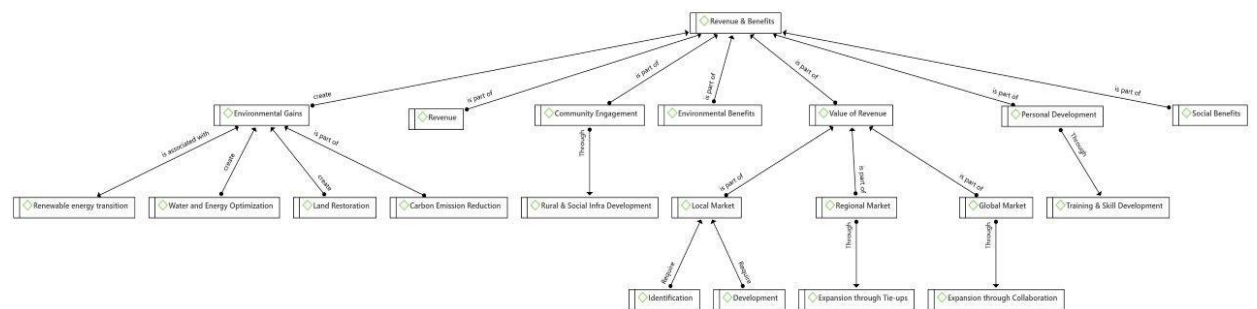 Revenue & Benefits
create
is part of
is part of
is part of
is part of
is part of
is part of
Environmental Gains
Revenue
Community Engagement
Environmental Benefits
Value of Revenue
Personal Development
Social Benefits
is associated with
create
create
is part of
Through
is part of
is part of
is part of
Through
Renewable energy transition
Water and Energy Optimization
Land Restoration
Carbon Emission Reduction
Rural & Social Infra Development
Local Market
Regional Market
Global Market
Training & Skill Development
Require
Require
Through
Through
Identification
Development
Expansion through Tie-ups
Expansion through Collaboration